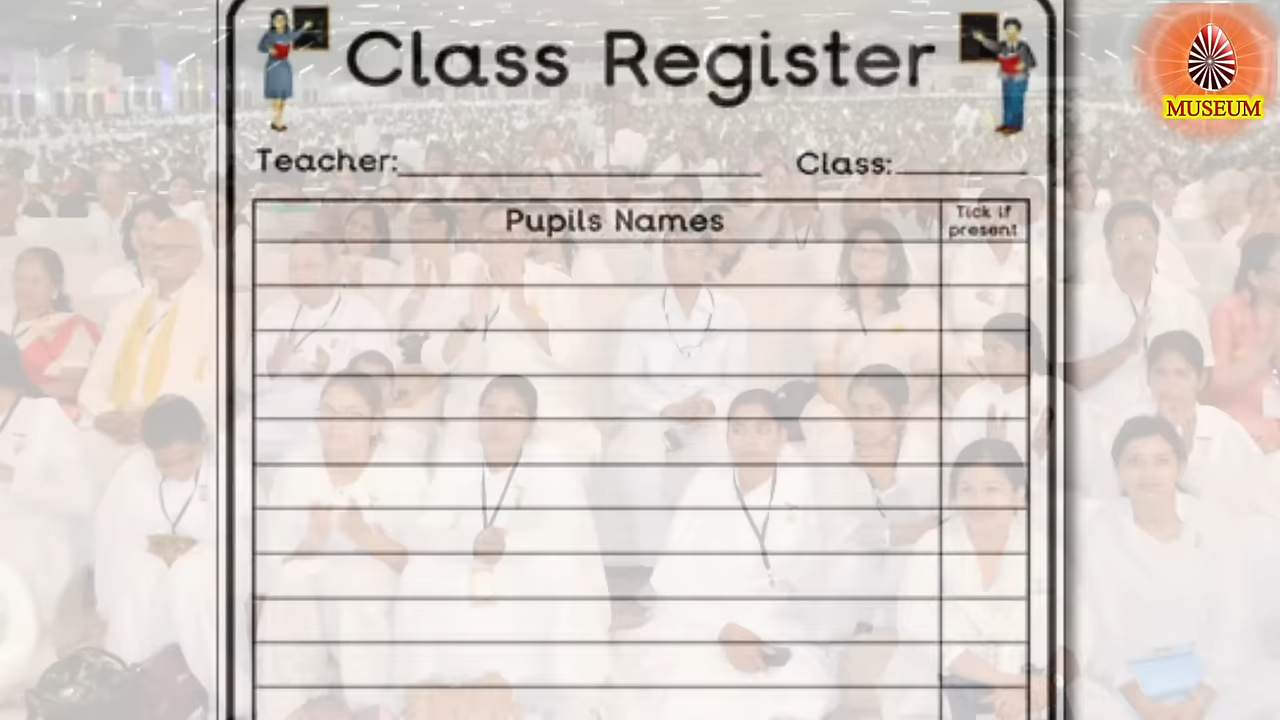 Class Register
MUSEUM
Teacher:
Class:
Pupils Names
Tick if
present